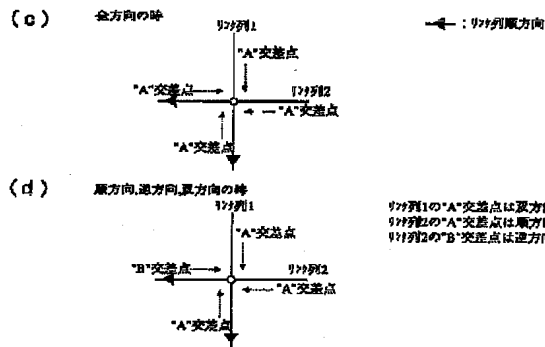 (c) 全方向の時
←:リンク列順方向
リンク列1
"A"交差点
"A"交差点
リンク列2
"A"交差点
"A"交差点
(d) 順方向,逆方向,双方向の時
リンク列1
"A"交差点
"B"交差点
リンク列2
"A"交差点
"A"交差点
リンク列1の"A"交差点は双方
リンク列2の"A"交差点は順方
リンク列2の"B"交差点は逆方